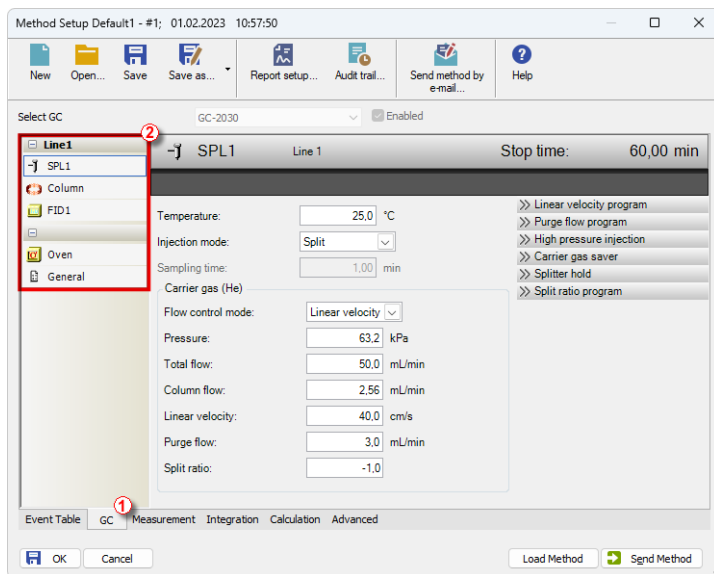 Method Setup Default1 - #1; 01.02.2023 10:57:50
New Open... Save Save as... Report setup... Audit trail... Send method by e-mail... Help
Select GC GC-2030 Enabled
2
Line1
SPL1
Column
FID1
Oven
General
SPL1 Line 1 Stop time: 60,00 min
Temperature: 25,0 °C
Injection mode: Split
Sampling time: 1,00 min
Carrier gas (He)
Flow control mode: Linear velocity
Pressure: 63,2 kPa
Total flow: 50,0 mL/min
Column flow: 2,56 mL/min
Linear velocity: 40,0 cm/s
Purge flow: 3,0 mL/min
Split ratio: -1,0
Linear velocity program
Purge flow program
High pressure injection
Carrier gas saver
Splitter hold
Split ratio program
1
Event Table GC Measurement Integration Calculation Advanced
OK Cancel Load Method Send Method